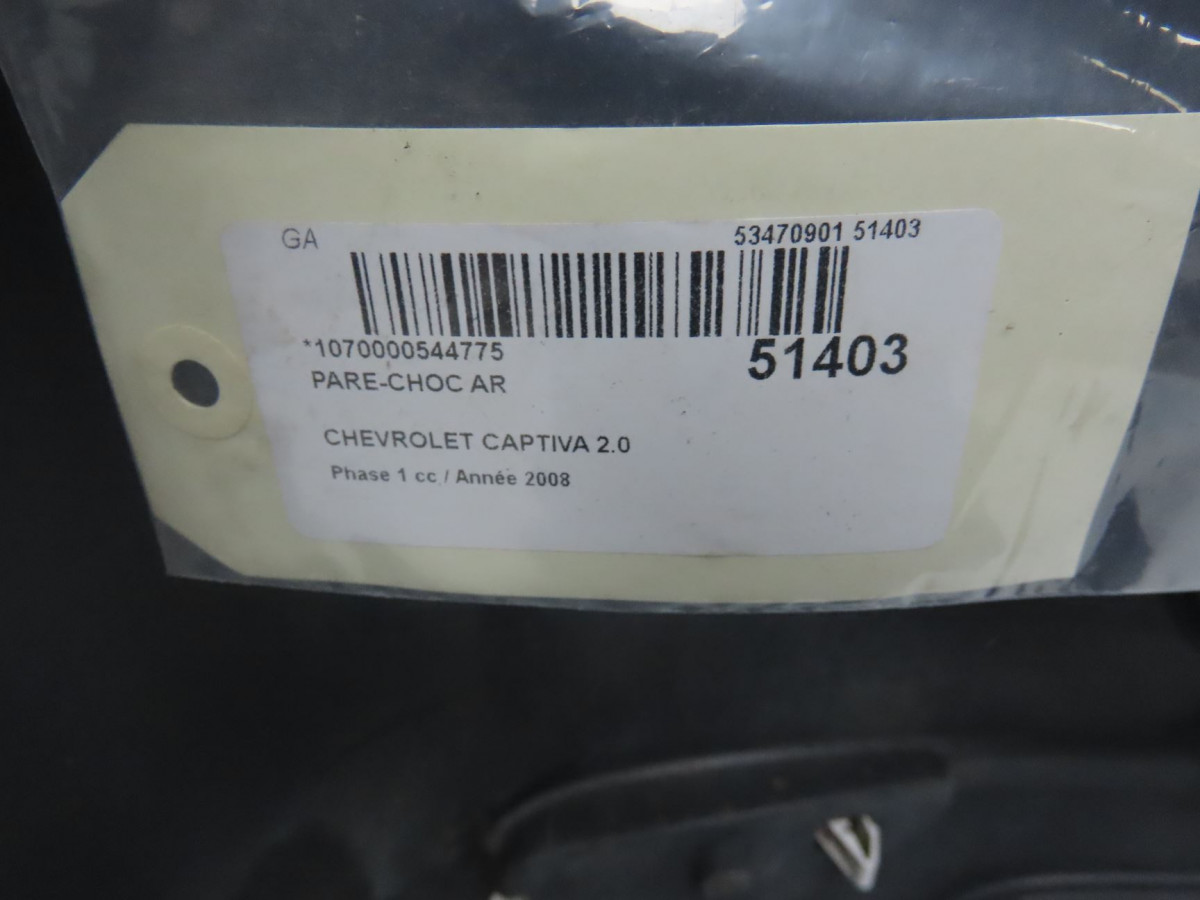 GA 53470901 51403
*1070000544775 51403
PARE-CHOC AR
CHEVROLET CAPTIVA 2.0
Phase 1 cc / Année 2008